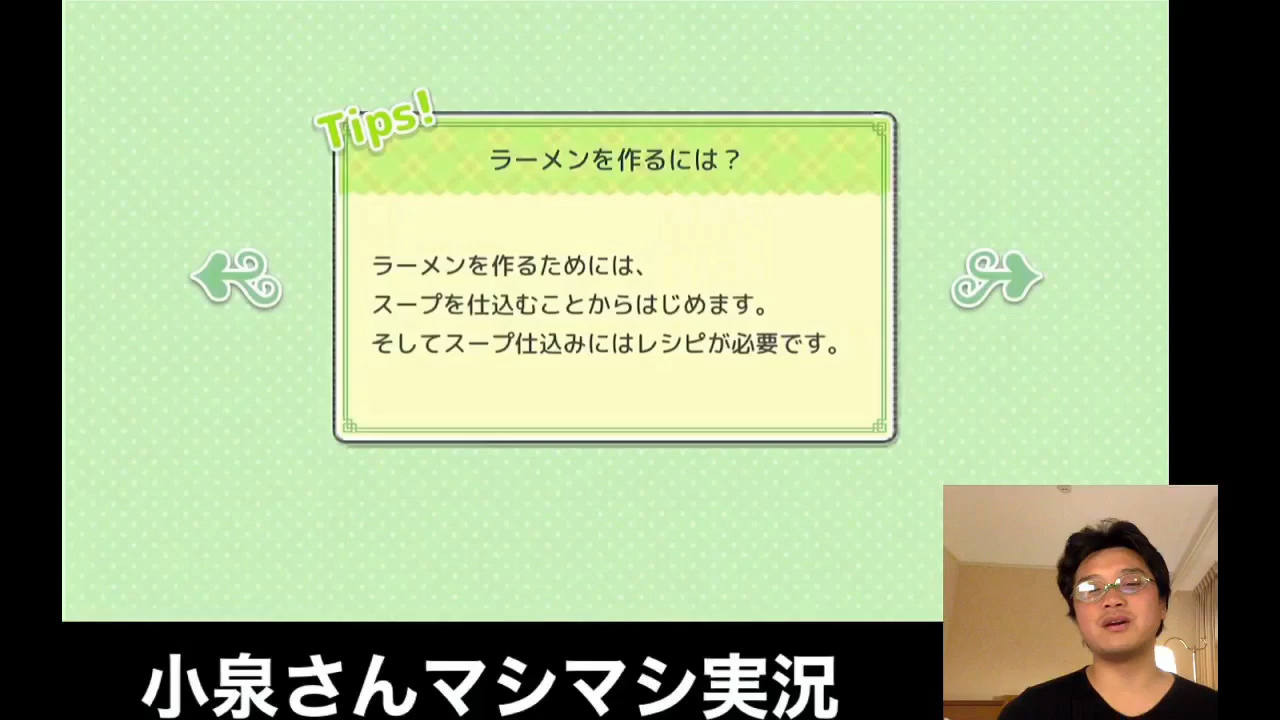 Tips!
ラーメンを作るには？
ラーメンを作るためには、
スープを仕込むことからはじめます。
そしてスープ仕込みにはレシピが必要です。
小泉さんマシマシ実況